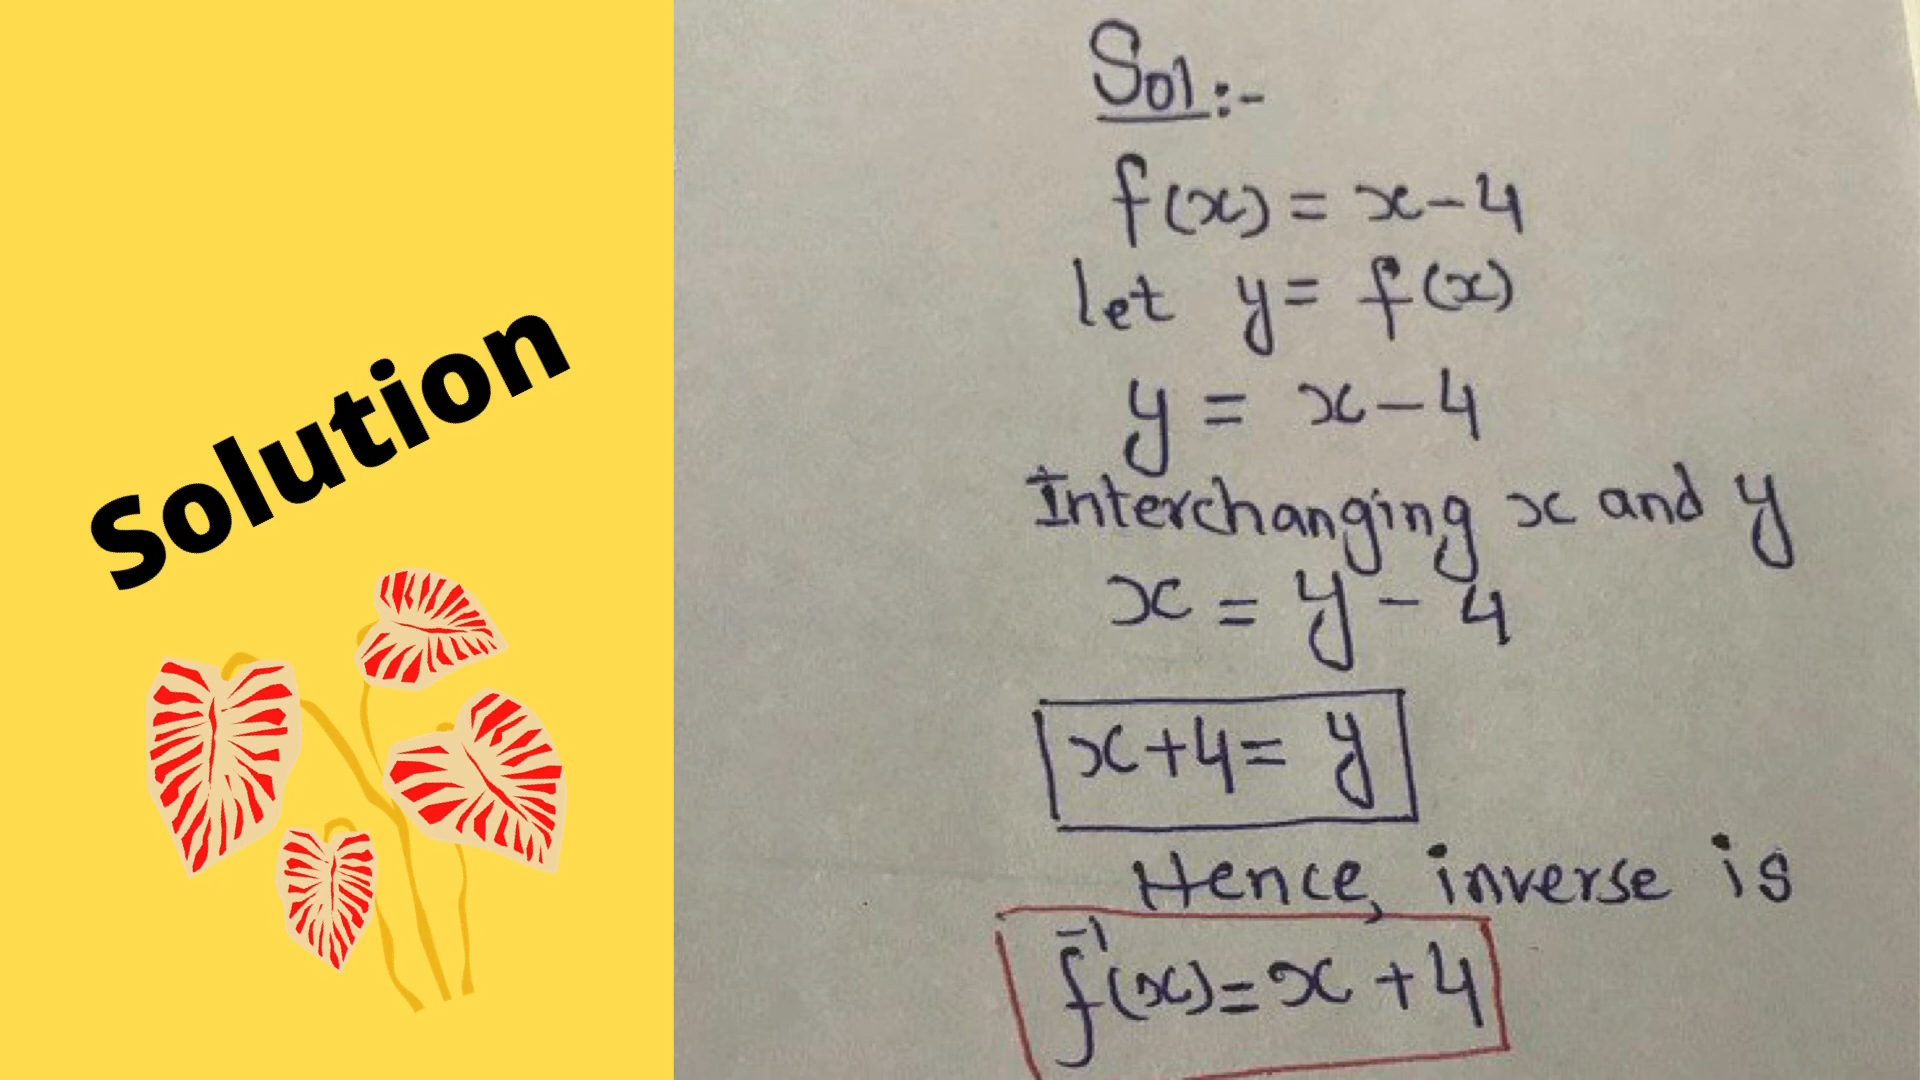 Solution
Sol:-
f(x) = x-4
let y = f(x)
y = x-4
Interchanging x and y
x = y - 4
x+4 = y
Hence, inverse is
f⁻¹(x) = x + 4